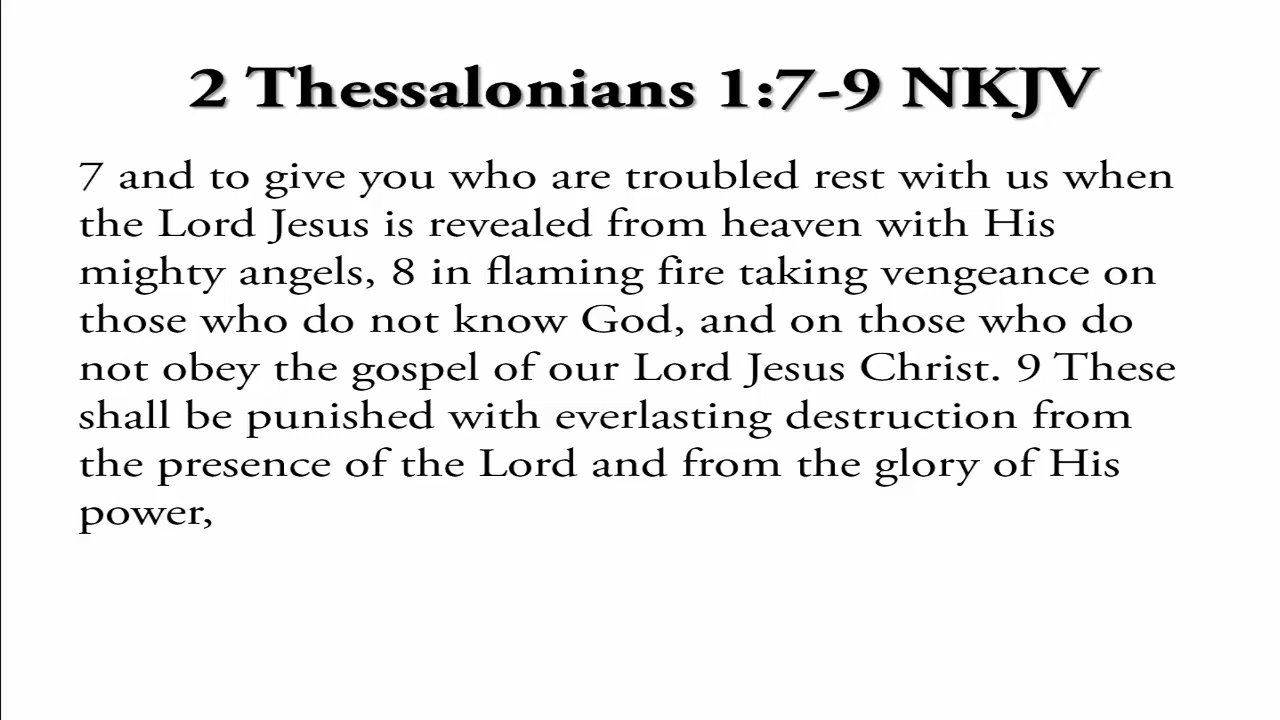 2 Thessalonians 1:7-9 NKJV
7 and to give you who are troubled rest with us when
the Lord Jesus is revealed from heaven with His
mighty angels, 8 in flaming fire taking vengeance on
those who do not know God, and on those who do
not obey the gospel of our Lord Jesus Christ. 9 These
shall be punished with everlasting destruction from
the presence of the Lord and from the glory of His
power,